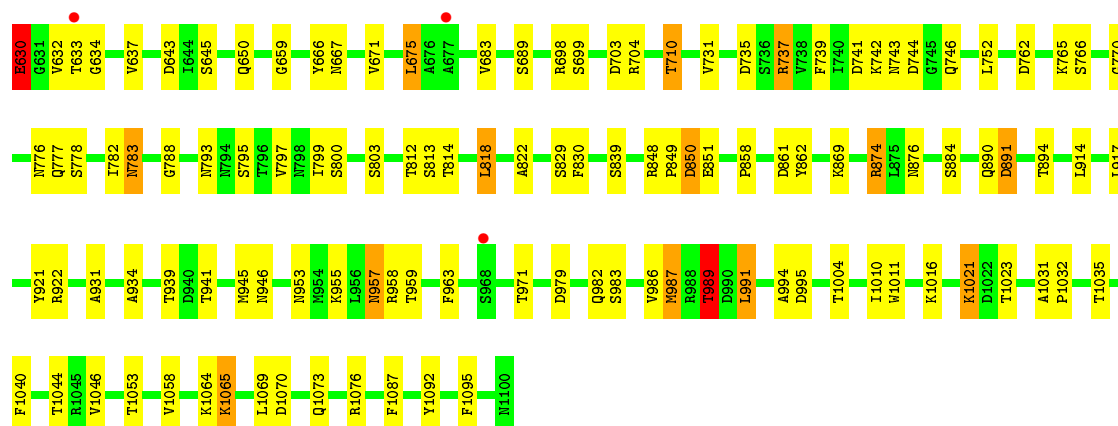 E630 G631 V632 T633 G634 V637 D643 I644 S645 Q650 G659 Y666 N667 V671 L675 A676 A677 V683 S689 R698 S699 D703 R704 T710 V731 D735 S736 R737 V738 F739 I740 D741 K742 N743 D744 G745 Q746 L752 D762 K765 S766
N776 Q777 S778 I782 N783 G788 N793 N794 S795 I796 V797 N798 I799 S800 S803 T812 S813 T814 L818 A822 S829 F830 S839 R848 P849 D850 E851 P858 D861 Y862 K869 R874 L875 N876 S884 Q890 D891 T894 L914
Y921 R922 A931 A934 T939 D940 T941 M945 N946 N953 M954 K955 L956 N957 R958 T959 F963 S968 T971 D979 Q982 S983 V986 M987 R988 T989 D990 L991 A994 D995 T1004 I1010 W1011 K1016 K1021 D1022 T1023 A1031 P1032 T1035
F1040 T1044 R1045 V1046 T1053 V1058 K1064 K1065 L1069 D1070 Q1073 R1076 F1087 Y1092 F1095 N1100